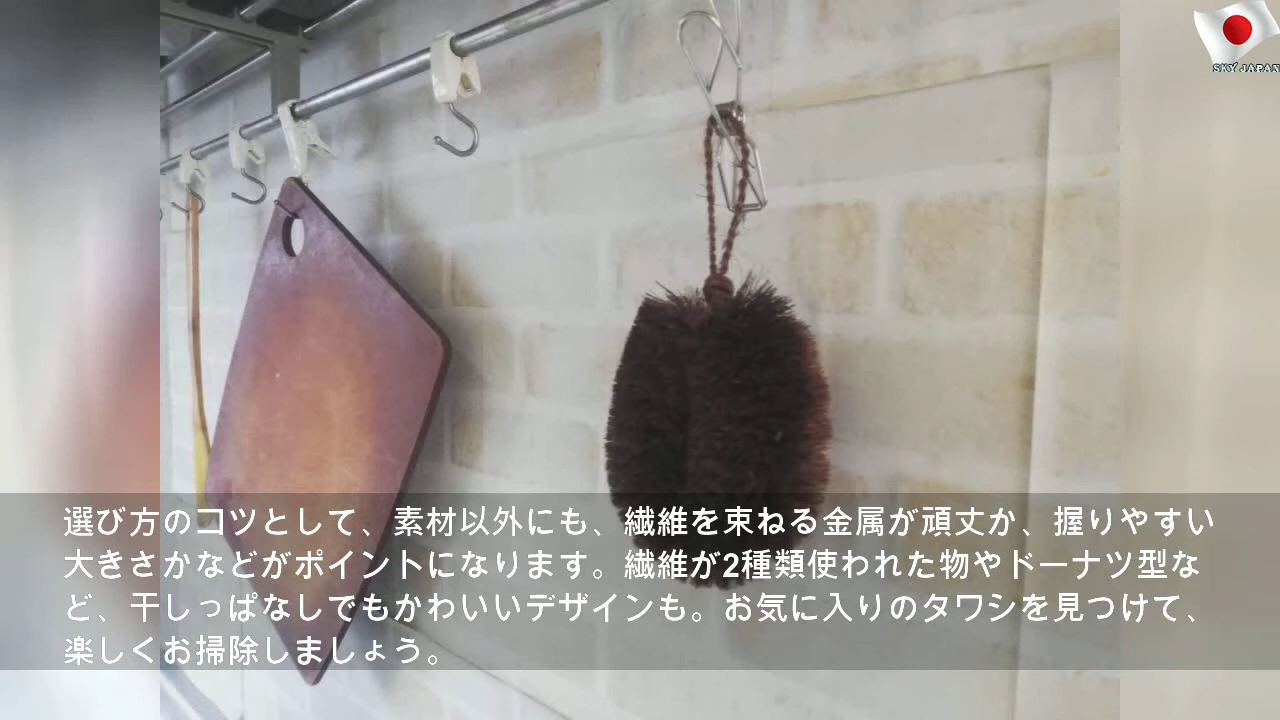 SKY JAPAN
選び方のコツとして、素材以外にも、繊維を束ねる金属が頑丈か、握りやすい
大きさかなどがポイントになります。繊維が2種類使われた物やドーナツ型な
ど、干しっぱなしでもかわいいデザインも。お気に入りのタワシを見つけて、
楽しくお掃除しましょう。